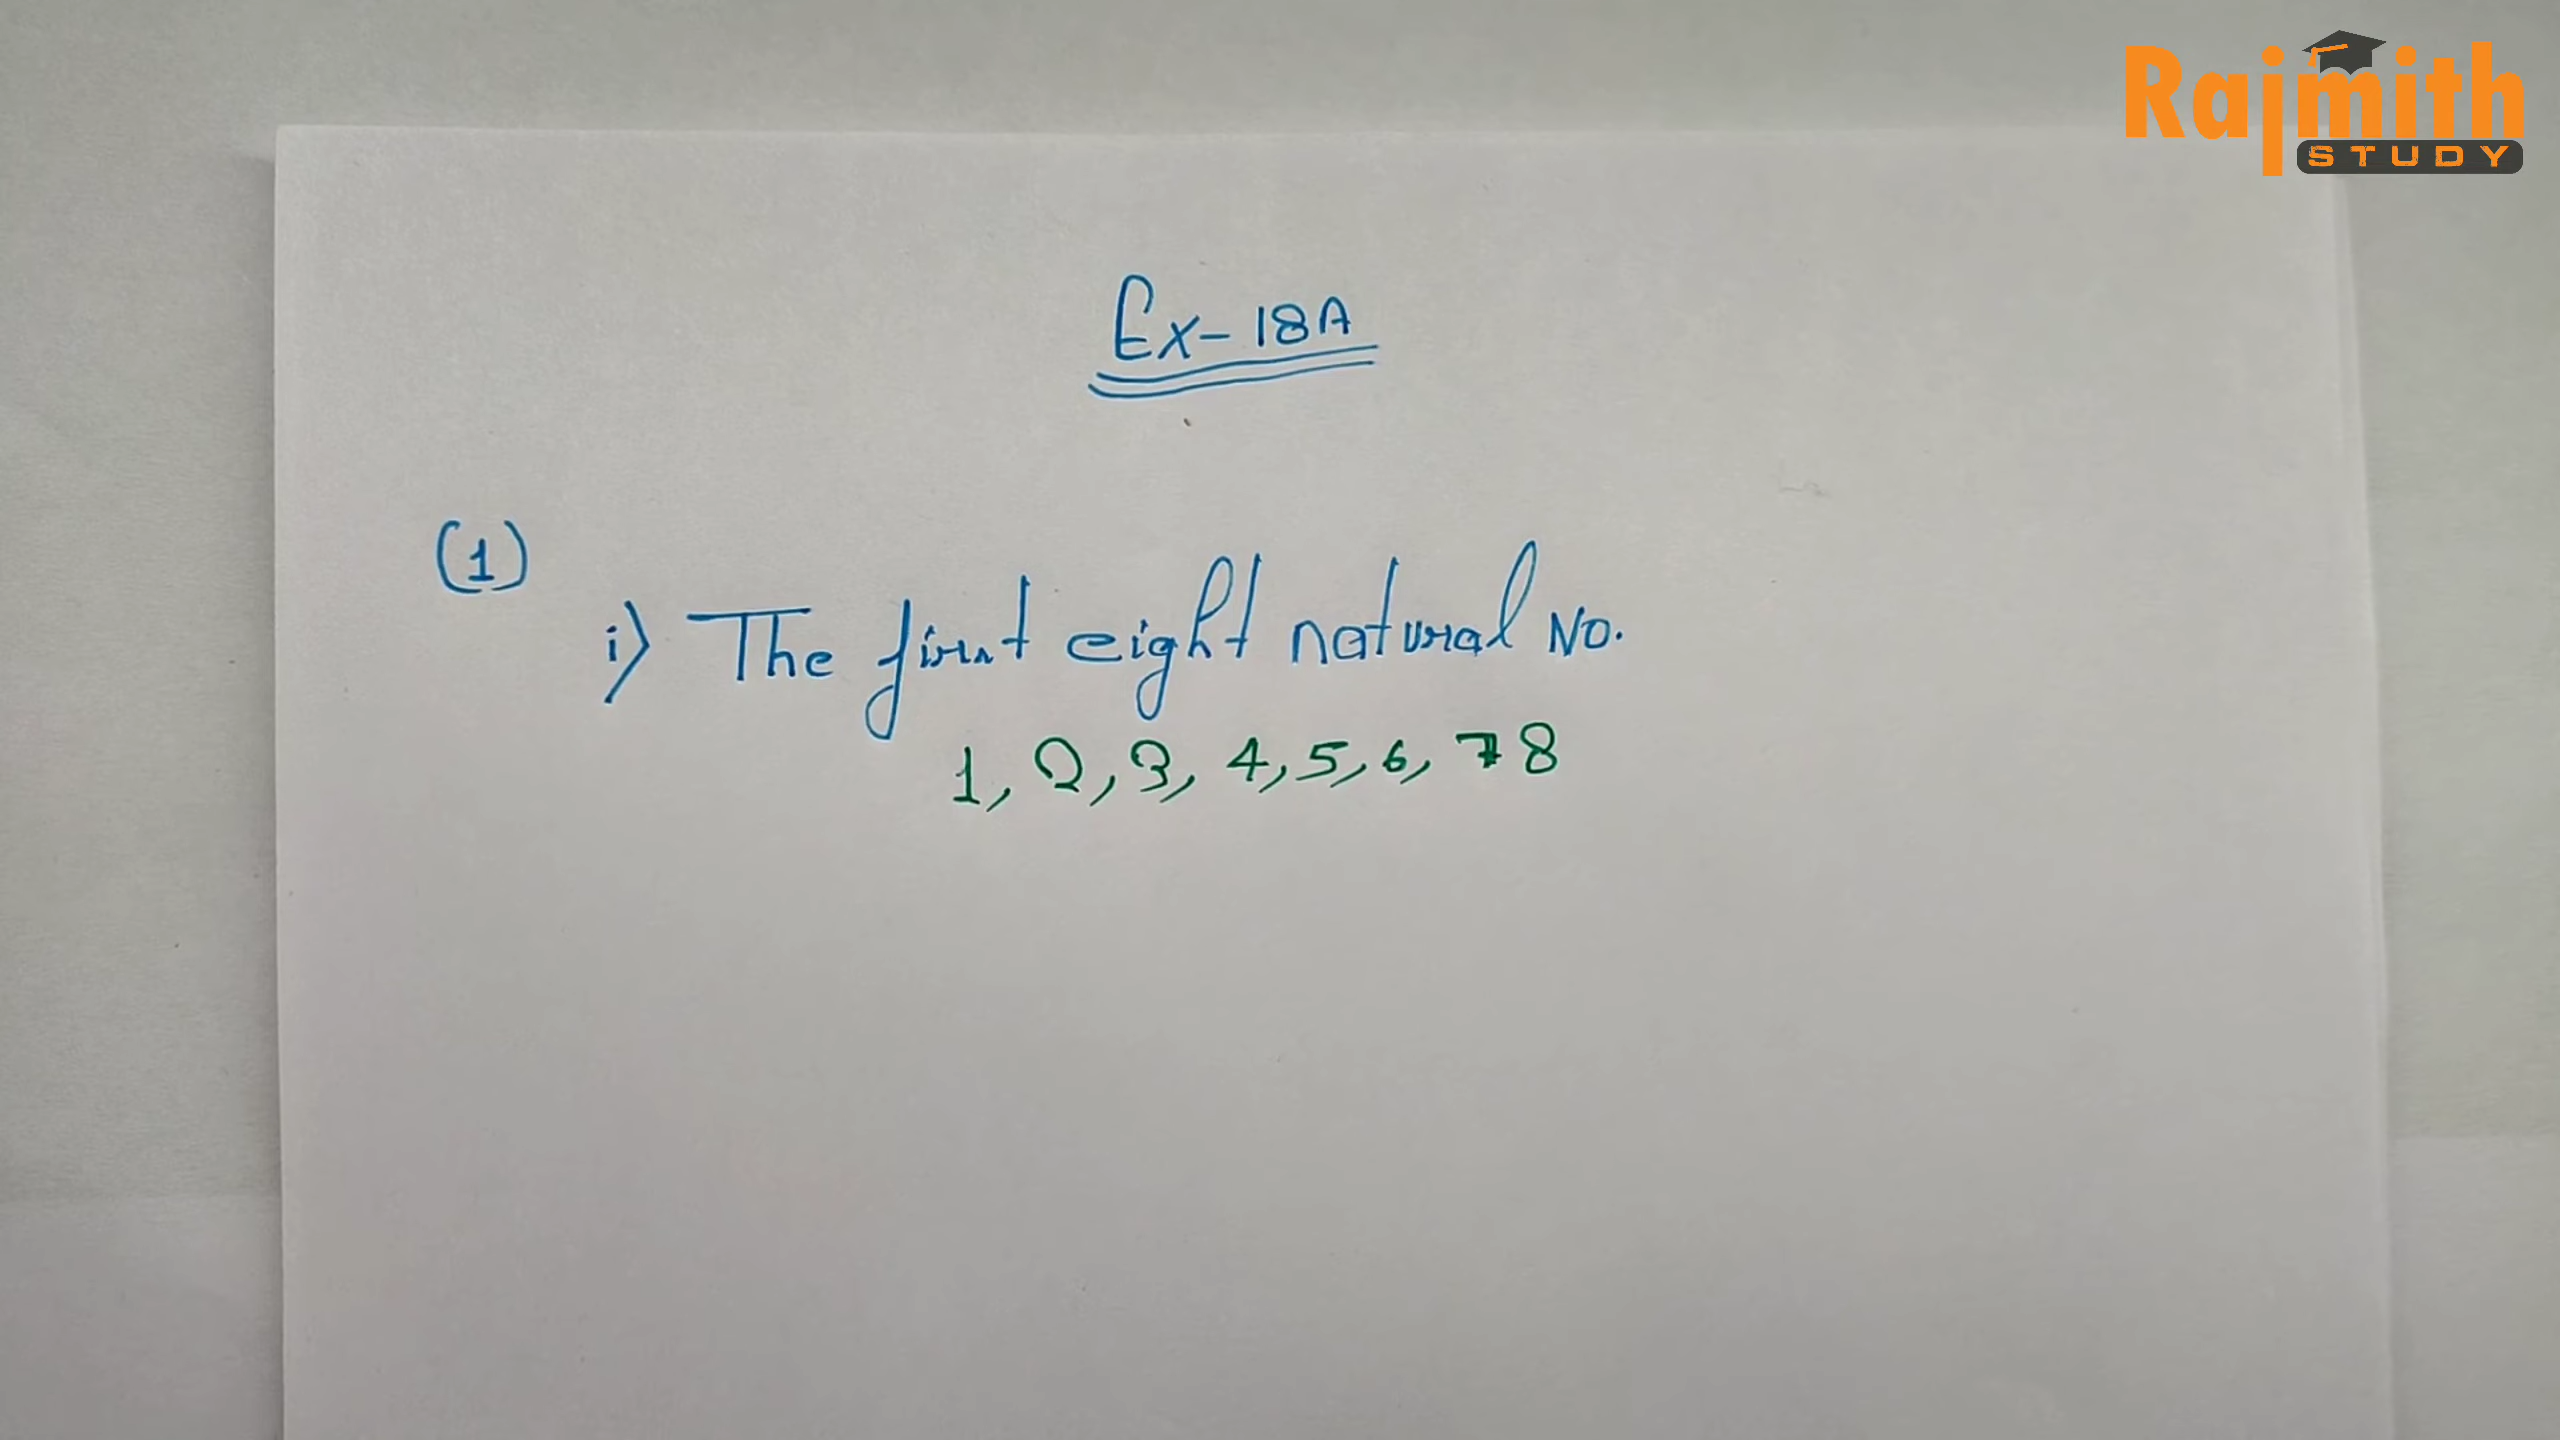 Rajmith
STUDY
Ex-18A
(1)
i) The first eight natural No.
1, 2, 3, 4, 5, 6, 7 8